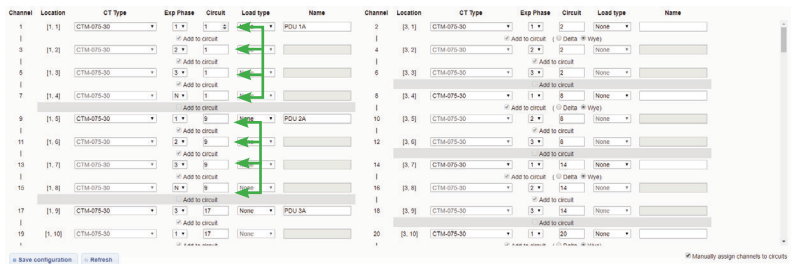 Channel Location CT Type Exp Phase Circuit Load type Name Channel Location CT Type Exp Phase Circuit Load type Name
1 [1, 1] CTM-075-30 1 1 PDU 1A 2 [3, 1] CTM-075-30 1 2 None
| Add to circuit | Add to circuit ( Delta Wye)
3 [1, 2] CTM-075-30 2 1 None 4 [3, 2] CTM-075-30 2 2 None
| Add to circuit | Add to circuit
5 [1, 3] CTM-075-30 3 1 None 6 [3, 3] CTM-075-30 3 2 None
| Add to circuit | Add to circuit
7 [1, 4] CTM-075-30 N 1 None 8 [3, 4] CTM-075-30 1 8 None
| Add to circuit | Add to circuit ( Delta Wye)
9 [1, 5] CTM-075-30 1 9 None PDU 2A 10 [3, 5] CTM-075-30 2 8 None
| Add to circuit | Add to circuit
11 [1, 6] CTM-075-30 2 9 None 12 [3, 6] CTM-075-30 3 8 None
| Add to circuit | Add to circuit
13 [1, 7] CTM-075-30 3 9 None 14 [3, 7] CTM-075-30 1 14 None
| Add to circuit | Add to circuit ( Delta Wye)
15 [1, 8] CTM-075-30 N 9 None 16 [3, 8] CTM-075-30 2 14 None
| Add to circuit | Add to circuit
17 [1, 9] CTM-075-30 3 17 None PDU 3A 18 [3, 9] CTM-075-30 3 14 None
| Add to circuit | Add to circuit
19 [1, 10] CTM-075-30 1 17 None 20 [3, 10] CTM-075-30 1 20 None
| Add to circuit | Add to circuit ( Delta Wye)
Save configuration Refresh Manually assign channels to circuits